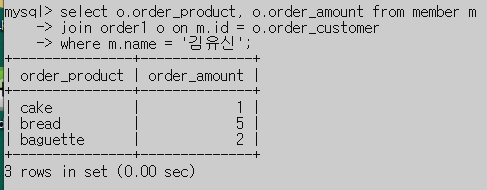 mysql> select o.order_product, o.order_amount from member m
    -> join order1 o on m.id = o.order_customer
    -> where m.name = '김유신';
+---------------+--------------+
| order_product | order_amount |
+---------------+--------------+
| cake          |            1 |
| bread         |            5 |
| baguette      |            2 |
+---------------+--------------+
3 rows in set (0.00 sec)